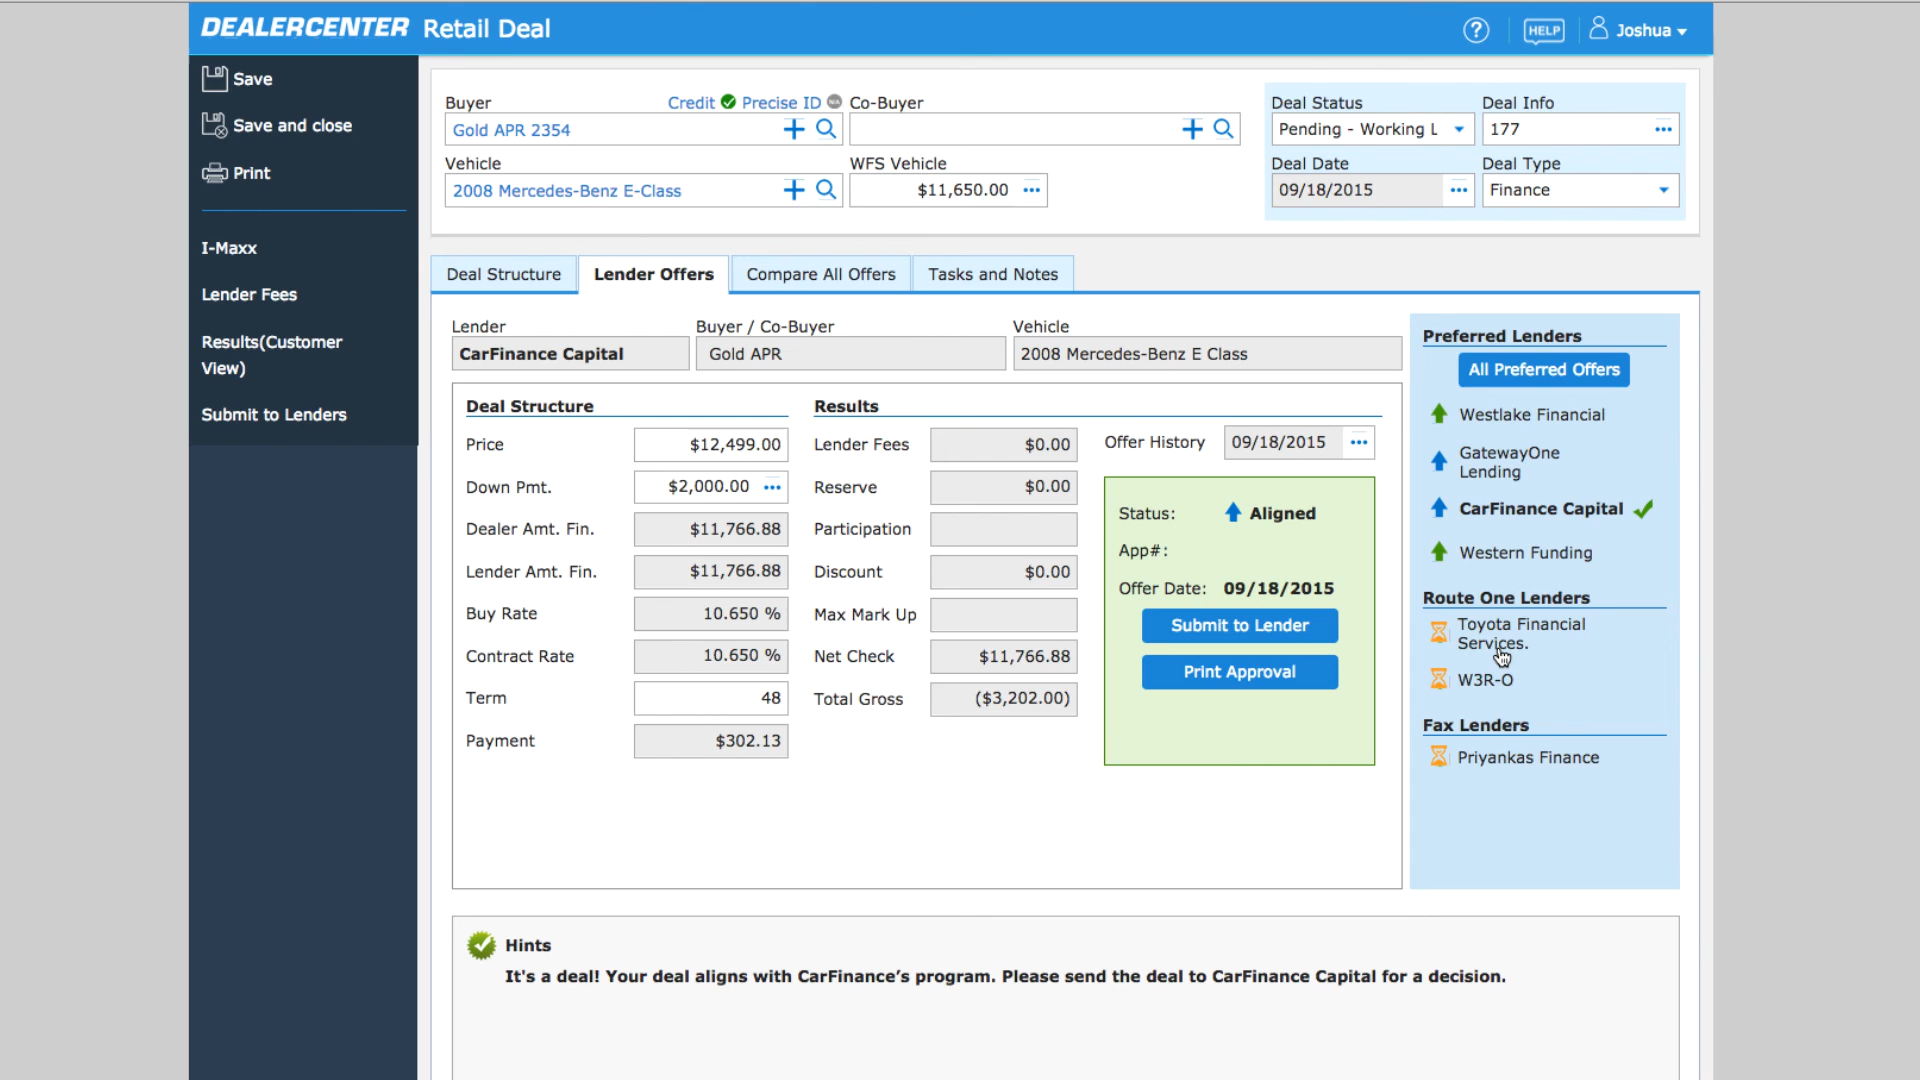 DEALERCENTER Retail Deal
HELP
Joshua
Save
Save and close
Print
I-Maxx
Lender Fees
Results(Customer
View)
Submit to Lenders
Buyer
Credit
Precise ID
Co-Buyer
Gold APR 2354
Vehicle
WFS Vehicle
2008 Mercedes-Benz E-Class
$11,650.00
Deal Status
Deal Info
Pending - Working L
177
Deal Date
Deal Type
09/18/2015
Finance
Deal Structure
Lender Offers
Compare All Offers
Tasks and Notes
Lender
Buyer / Co-Buyer
Vehicle
CarFinance Capital
Gold APR
2008 Mercedes-Benz E Class
Deal Structure
Price $12,499.00
Down Pmt. $2,000.00
Dealer Amt. Fin. $11,766.88
Lender Amt. Fin. $11,766.88
Buy Rate 10.650 %
Contract Rate 10.650 %
Term 48
Payment $302.13
Results
Lender Fees $0.00
Reserve $0.00
Participation
Discount $0.00
Max Mark Up
Net Check $11,766.88
Total Gross ($3,202.00)
Offer History 09/18/2015
Status: Aligned
App#:
Offer Date: 09/18/2015
Submit to Lender
Print Approval
Preferred Lenders
All Preferred Offers
Westlake Financial
GatewayOne
Lending
CarFinance Capital
Western Funding
Route One Lenders
Toyota Financial
Services.
W3R-O
Fax Lenders
Priyankas Finance
Hints
It's a deal! Your deal aligns with CarFinance’s program. Please send the deal to CarFinance Capital for a decision.